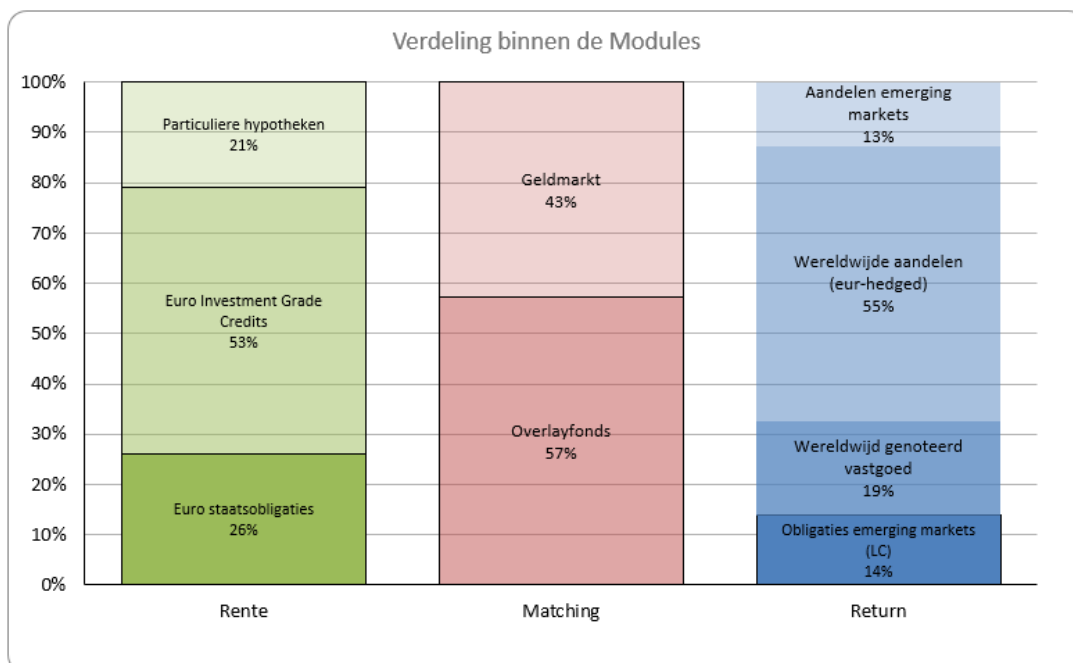 Verdeling binnen de Modules
100%
90%
80%
70%
60%
50%
40%
30%
20%
10%
0%
Particuliere hypotheken
21%
Euro Investment Grade
Credits
53%
Euro staatsobligaties
26%
Geldmarkt
43%
Overlayfonds
57%
Aandelen emerging
markets
13%
Wereldwijde aandelen
(eur-hedged)
55%
Wereldwijd genoteerd
vastgoed
19%
Obligaties emerging markets
(LC)
14%
Rente
Matching
Return